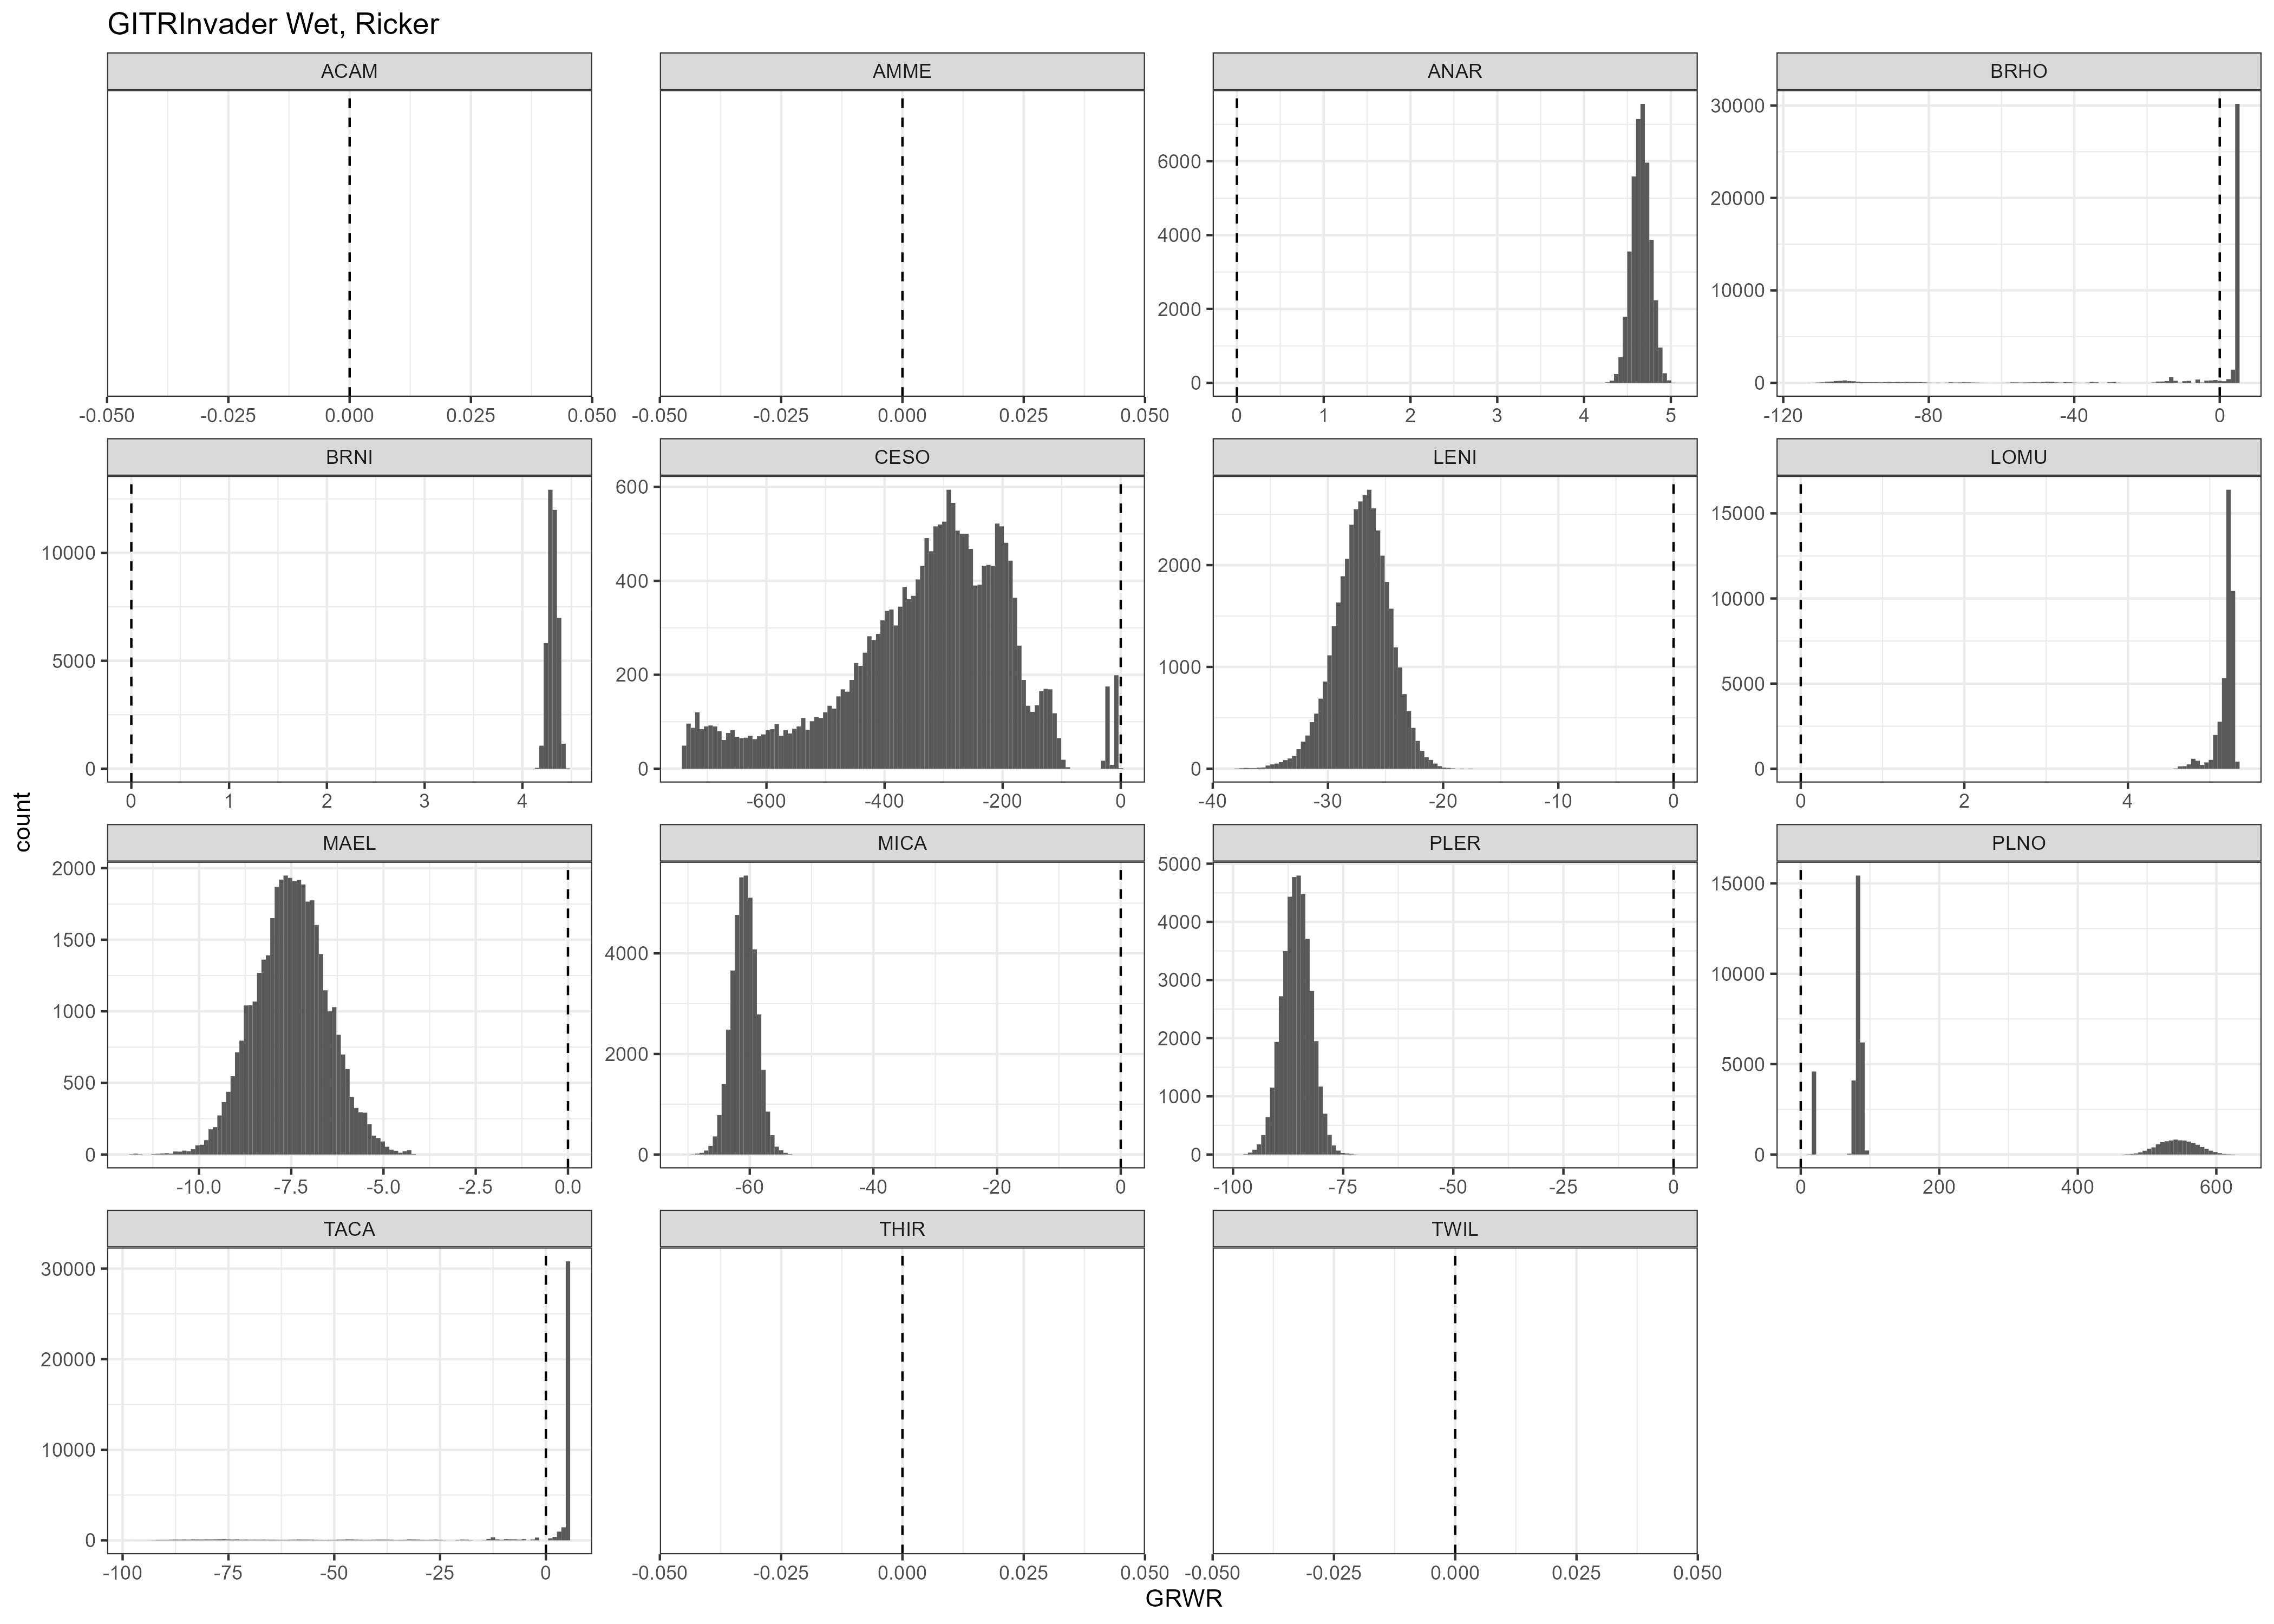 GITRInvader Wet, Ricker
ACAM AMME ANAR BRHO
6000 4000 2000 0
30000 20000 10000 0
-0.050 -0.025 0.000 0.025 0.050 -0.050 -0.025 0.000 0.025 0.050 0 1 2 3 4 5 -120 -80 -40 0
BRNI CESO LENI LOMU
10000 5000 0
600 400 200 0
2000 1000 0
15000 10000 5000 0
0 1 2 3 4 -600 -400 -200 0 -40 -30 -20 -10 0 0 2 4
count
MAEL MICA PLER PLNO
2000 1500 1000 500 0
4000 2000 0
5000 4000 3000 2000 1000 0
15000 10000 5000 0
-10.0 -7.5 -5.0 -2.5 0.0 -60 -40 -20 0 -100 -75 -50 -25 0 0 200 400 600
TACA THIR TWIL
30000 20000 10000 0
-100 -75 -50 -25 0 -0.050 -0.025 0.000 0.025 0.050 -0.050 -0.025 0.000 0.025 0.050
GRWR